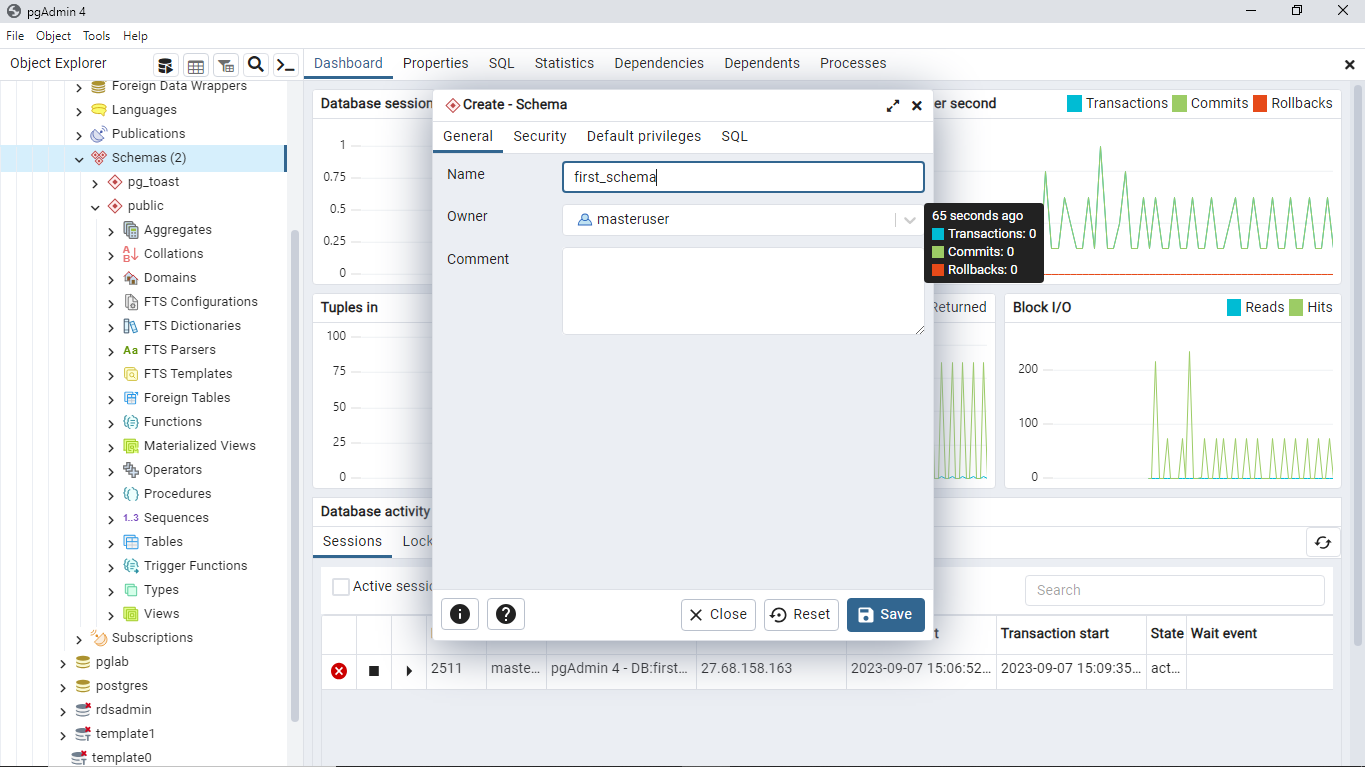 pgAdmin 4
File Object Tools Help
Object Explorer
Dashboard Properties SQL Statistics Dependencies Dependents Processes
Foreign Data Wrappers
Languages
Publications
Schemas (2)
pg_toast
public
Aggregates
Collations
Domains
FTS Configurations
FTS Dictionaries
Aa FTS Parsers
FTS Templates
Foreign Tables
Functions
Materialized Views
Operators
Procedures
1..3 Sequences
Tables
Trigger Functions
Types
Views
Subscriptions
pglab
postgres
rdsadmin
template1
template0
Database session
1
0.75
0.5
0.25
0
er second
Transactions Commits Rollbacks
Create - Schema
General Security Default privileges SQL
Name first_schema
Owner masteruser
Comment
Close Reset Save
65 seconds ago
Transactions: 0
Commits: 0
Rollbacks: 0
Tuples in
100
75
50
25
0
Returned
Block I/O Reads Hits
200
100
0
Database activity
Sessions Lock
Active sessi
Search
t Transaction start State Wait event
2511 maste... pgAdmin 4 - DB:first... 27.68.158.163 2023-09-07 15:06:52... 2023-09-07 15:09:35... act...